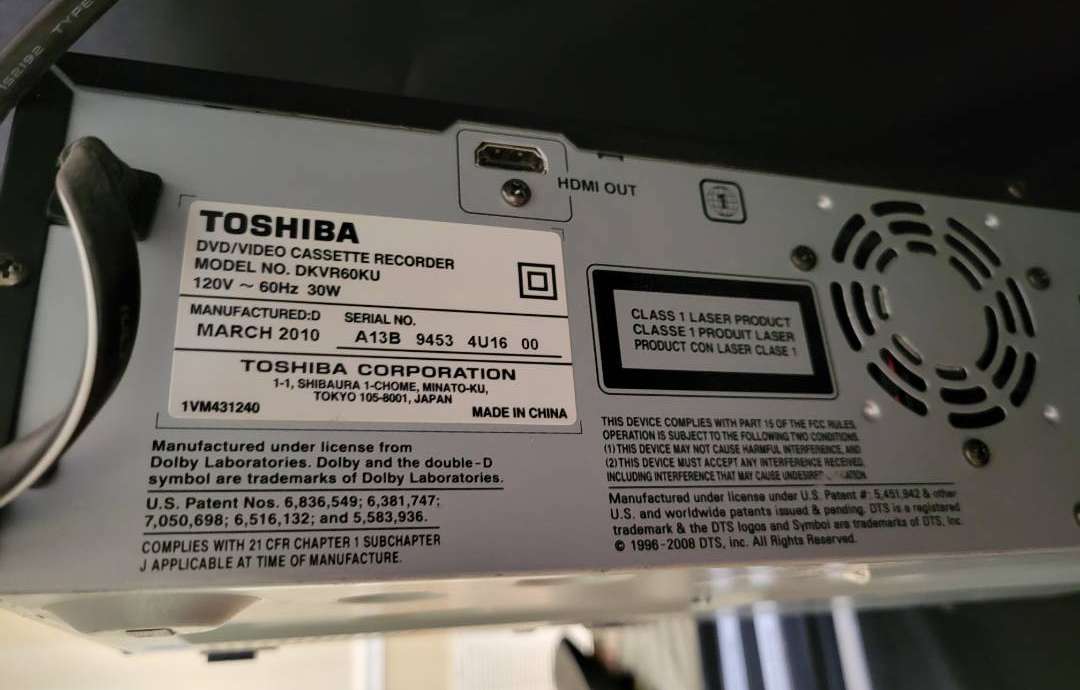 152192 TYPE
HDMI OUT
1
TOSHIBA
DVD/VIDEO CASSETTE RECORDER
MODEL NO. DKVR60KU
120V ~ 60Hz 30W
MANUFACTURED:D
MARCH 2010
SERIAL NO.
A13B 9453 4U16 00
TOSHIBA CORPORATION
1-1, SHIBAURA 1-CHOME, MINATO-KU,
TOKYO 105-8001, JAPAN
1VM431240
MADE IN CHINA
CLASS 1 LASER PRODUCT
CLASSE 1 PRODUIT LASER
PRODUCT CON LASER CLASE 1
Manufactured under license from
Dolby Laboratories. Dolby and the double-D
symbol are trademarks of Dolby Laboratories.
U.S. Patent Nos. 6,836,549; 6,381,747;
7,050,698; 6,516,132; and 5,583,936.
COMPLIES WITH 21 CFR CHAPTER 1 SUBCHAPTER
J APPLICABLE AT TIME OF MANUFACTURE.
THIS DEVICE COMPLIES WITH PART 15 OF THE FCC RULES.
OPERATION IS SUBJECT TO THE FOLLOWING TWO CONDITIONS.
(1) THIS DEVICE MAY NOT CAUSE HARMFUL INTERFERENCE, AND
(2) THIS DEVICE MUST ACCEPT ANY INTERFERENCE RECEIVED,
INCLUDING INTERFERENCE THAT MAY CAUSE
Manufactured under license under U.S. Patent #: 5,451,942 & other
U.S. and worldwide patents issued & pending. DTS is a registered
trademark & the DTS logos and Symbol are trademarks of DTS, Inc.
© 1996-2008 DTS, Inc. All Rights Reserved.